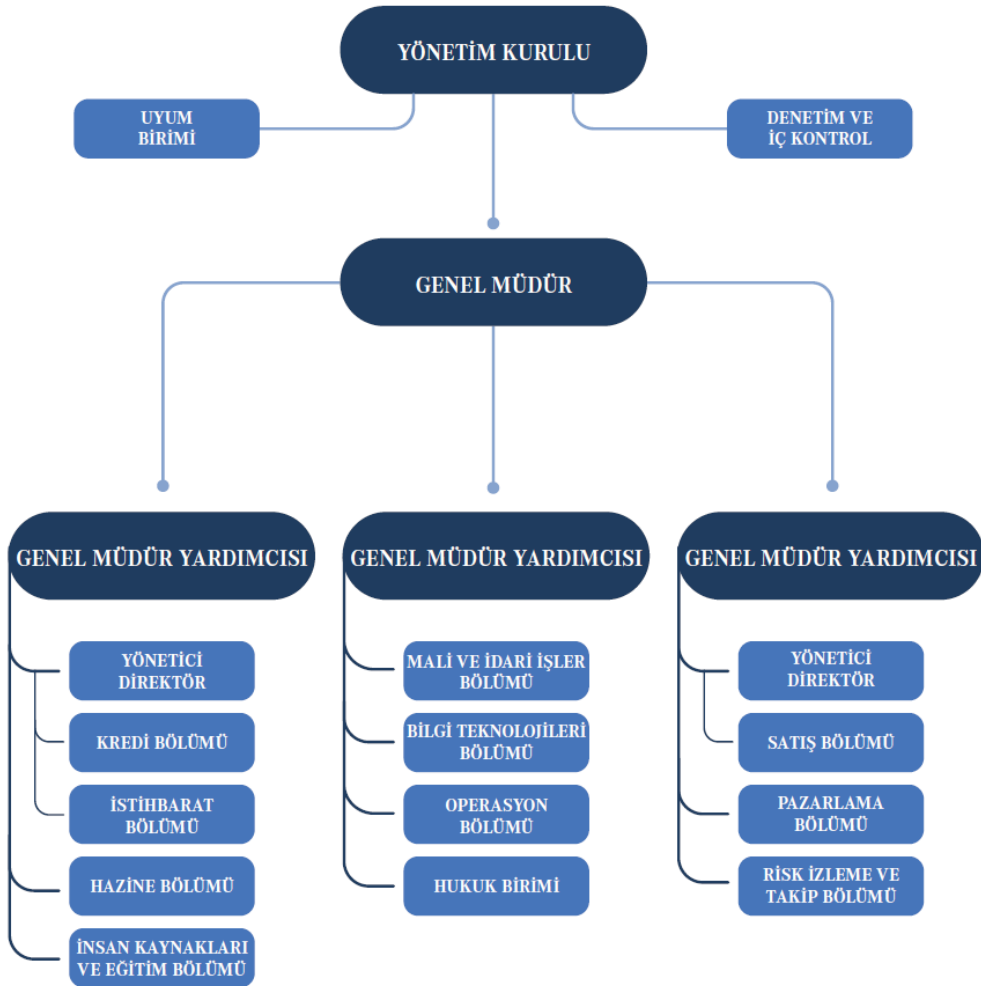 YÖNETİM KURULU
UYUM
BİRİMİ
DENETİM VE
İÇ KONTROL
GENEL MÜDÜR
GENEL MÜDÜR YARDIMCISI
YÖNETİCİ
DİREKTÖR
KREDİ BÖLÜMÜ
İSTİHBARAT
BÖLÜMÜ
HAZİNE BÖLÜMÜ
İNSAN KAYNAKLARI
VE EĞİTİM BÖLÜMÜ
GENEL MÜDÜR YARDIMCISI
MALİ VE İDARİ İŞLER
BÖLÜMÜ
BİLGİ TEKNOLOJİLERİ
BÖLÜMÜ
OPERASYON
BÖLÜMÜ
HUKUK BİRİMİ
GENEL MÜDÜR YARDIMCISI
YÖNETİCİ
DİREKTÖR
SATIŞ BÖLÜMÜ
PAZARLAMA
BÖLÜMÜ
RİSK İZLEME VE
TAKİP BÖLÜMÜ